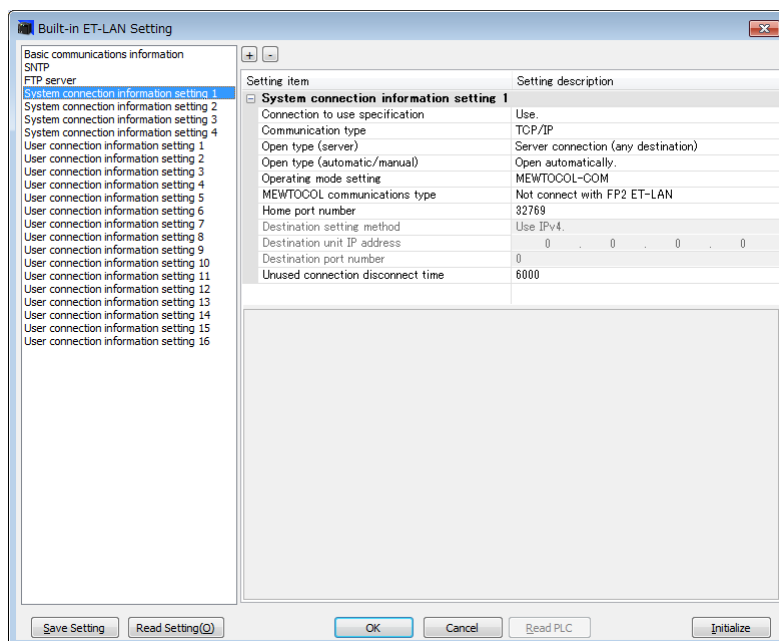 Built-in ET-LAN Setting
Basic communications information
SNTP
FTP server
System connection information setting 1
System connection information setting 2
System connection information setting 3
System connection information setting 4
User connection information setting 1
User connection information setting 2
User connection information setting 3
User connection information setting 4
User connection information setting 5
User connection information setting 6
User connection information setting 7
User connection information setting 8
User connection information setting 9
User connection information setting 10
User connection information setting 11
User connection information setting 12
User connection information setting 13
User connection information setting 14
User connection information setting 15
User connection information setting 16
+ -
Setting item Setting description
System connection information setting 1
Connection to use specification Use.
Communication type TCP/IP
Open type (server) Server connection (any destination)
Open type (automatic/manual) Open automatically.
Operating mode setting MEWTOCOL-COM
MEWTOCOL communications type Not connect with FP2 ET-LAN
Home port number 32769
Destination setting method Use IPv4.
Destination unit IP address 0 . 0 . 0 . 0
Destination port number 0
Unused connection disconnect time 6000
Save Setting Read Setting(O) OK Cancel Read PLC Initialize